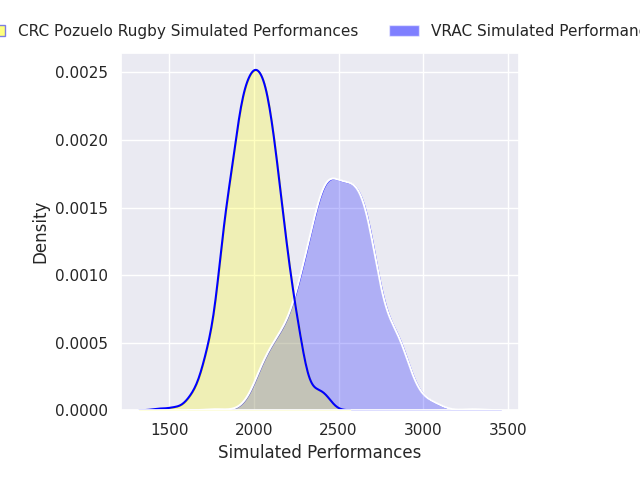 CRC Pozuelo Rugby Simulated Performances VRAC Simulated
0.0025
0.0020
0.0015
0.0010
0.0005
0.0000
Density
1500 2000 2500 3000 3500
Simulated Performances